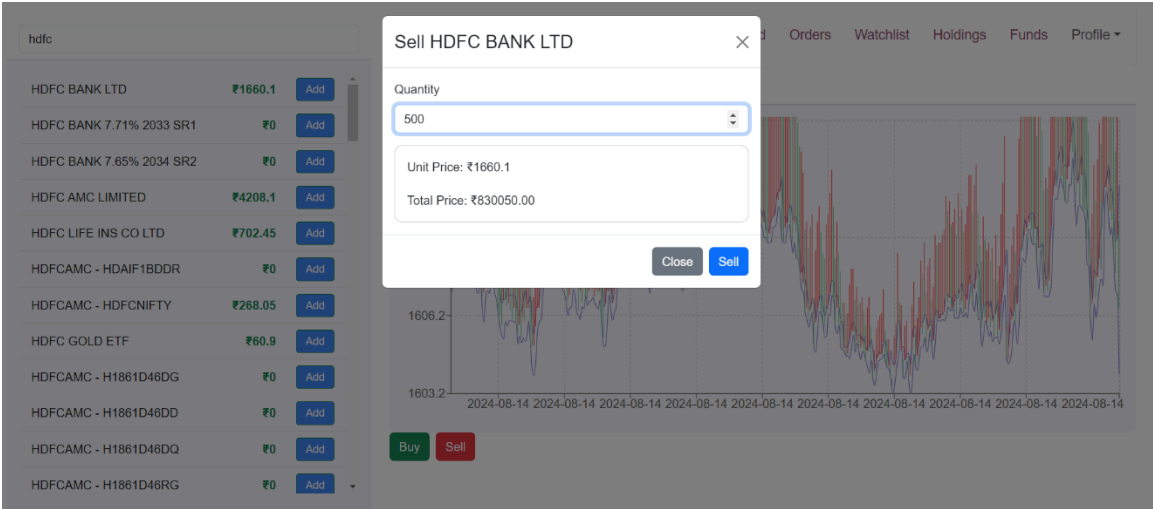 hdfc
HDFC BANK LTD ₹1660.1 Add
HDFC BANK 7.71% 2033 SR1 ₹0 Add
HDFC BANK 7.65% 2034 SR2 ₹0 Add
HDFC AMC LIMITED ₹4208.1 Add
HDFC LIFE INS CO LTD ₹702.45 Add
HDFCAMC - HDAIF1BDDR ₹0 Add
HDFCAMC - HDFCNIFTY ₹268.05 Add
HDFC GOLD ETF ₹60.9 Add
HDFCAMC - H1861D46DG ₹0 Add
HDFCAMC - H1861D46DD ₹0 Add
HDFCAMC - H1861D46DQ ₹0 Add
HDFCAMC - H1861D46RG ₹0 Add
Orders Watchlist Holdings Funds Profile
Sell HDFC BANK LTD
Quantity
500
Unit Price: ₹1660.1
Total Price: ₹830050.00
Close Sell
1606.2
1603.2
2024-08-14 2024-08-14 2024-08-14 2024-08-14 2024-08-14 2024-08-14 2024-08-14 2024-08-14 2024-08-14 2024-08-14
Buy Sell